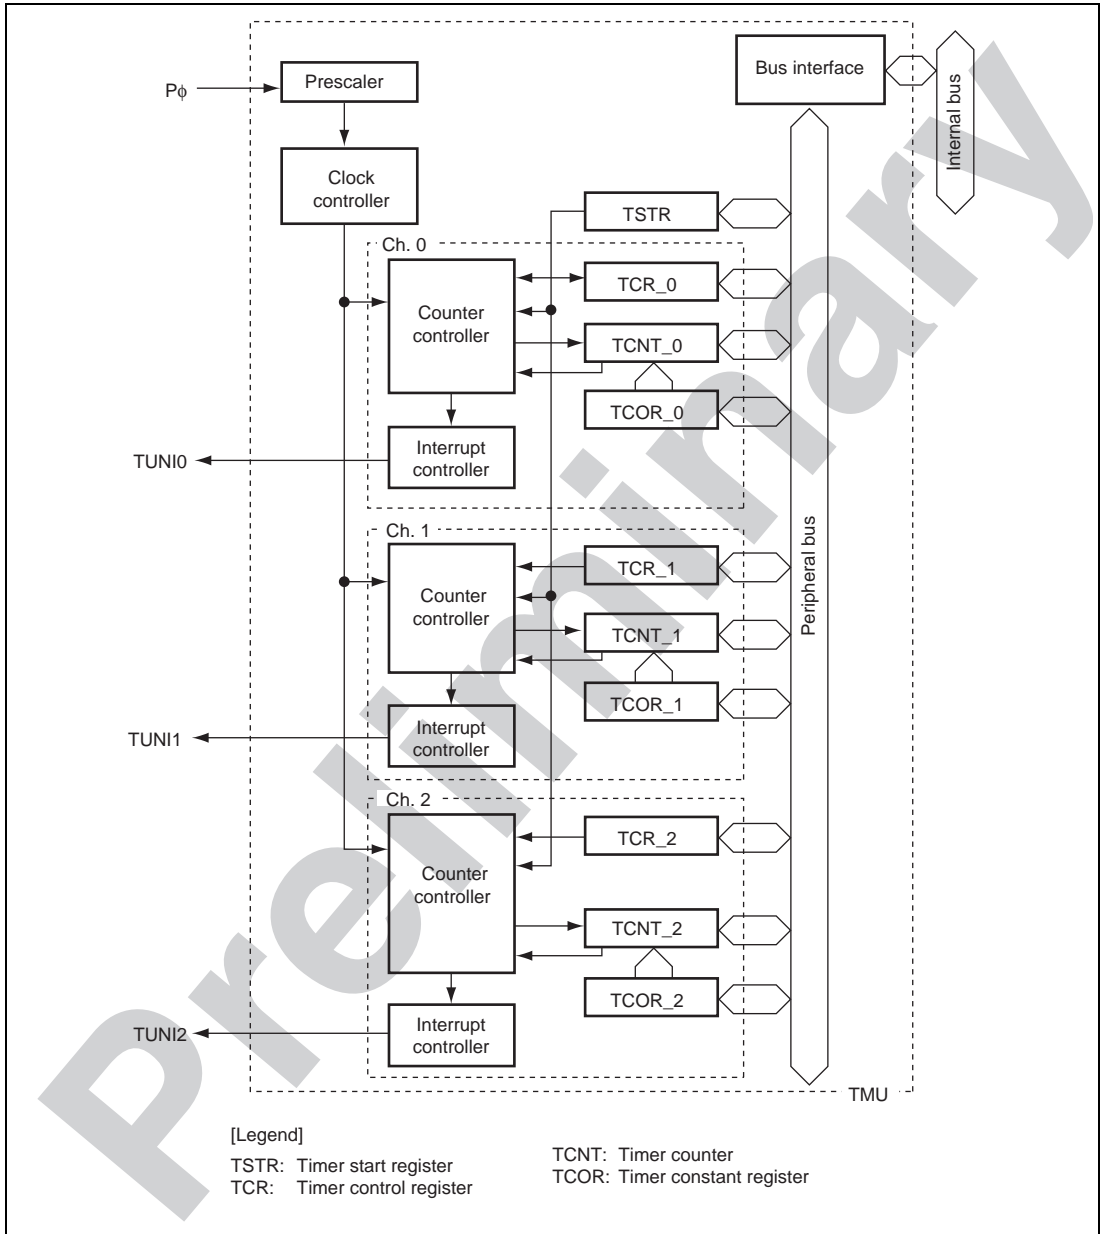 Pϕ
Prescaler
Bus interface
Internal bus
Clock
controller
TSTR
Ch. 0
Counter
controller
TCR_0
TCNT_0
TCOR_0
Interrupt
controller
TUNI0
Peripheral bus
Ch. 1
Counter
controller
TCR_1
TCNT_1
TCOR_1
Interrupt
controller
TUNI1
Ch. 2
Counter
controller
TCR_2
TCNT_2
TCOR_2
Interrupt
controller
TUNI2
TMU
[Legend]
TSTR: Timer start register
TCR: Timer control register
TCNT: Timer counter
TCOR: Timer constant register
Preliminary